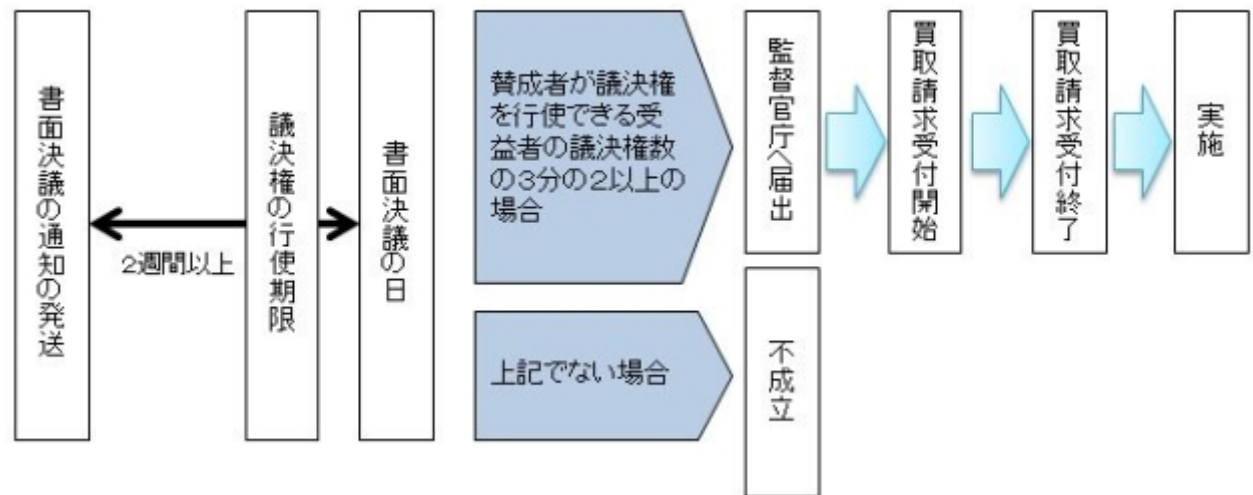 書面決議の通知の発送
2週間以上
議決権の行使期限
書面決議の日
賛成者が議決権
を行使できる受
益者の議決権数
の3分の2以上の
場合
上記でない場合
監督官庁へ届出
不成立
買取請求受付開始
買取請求受付終了
実施